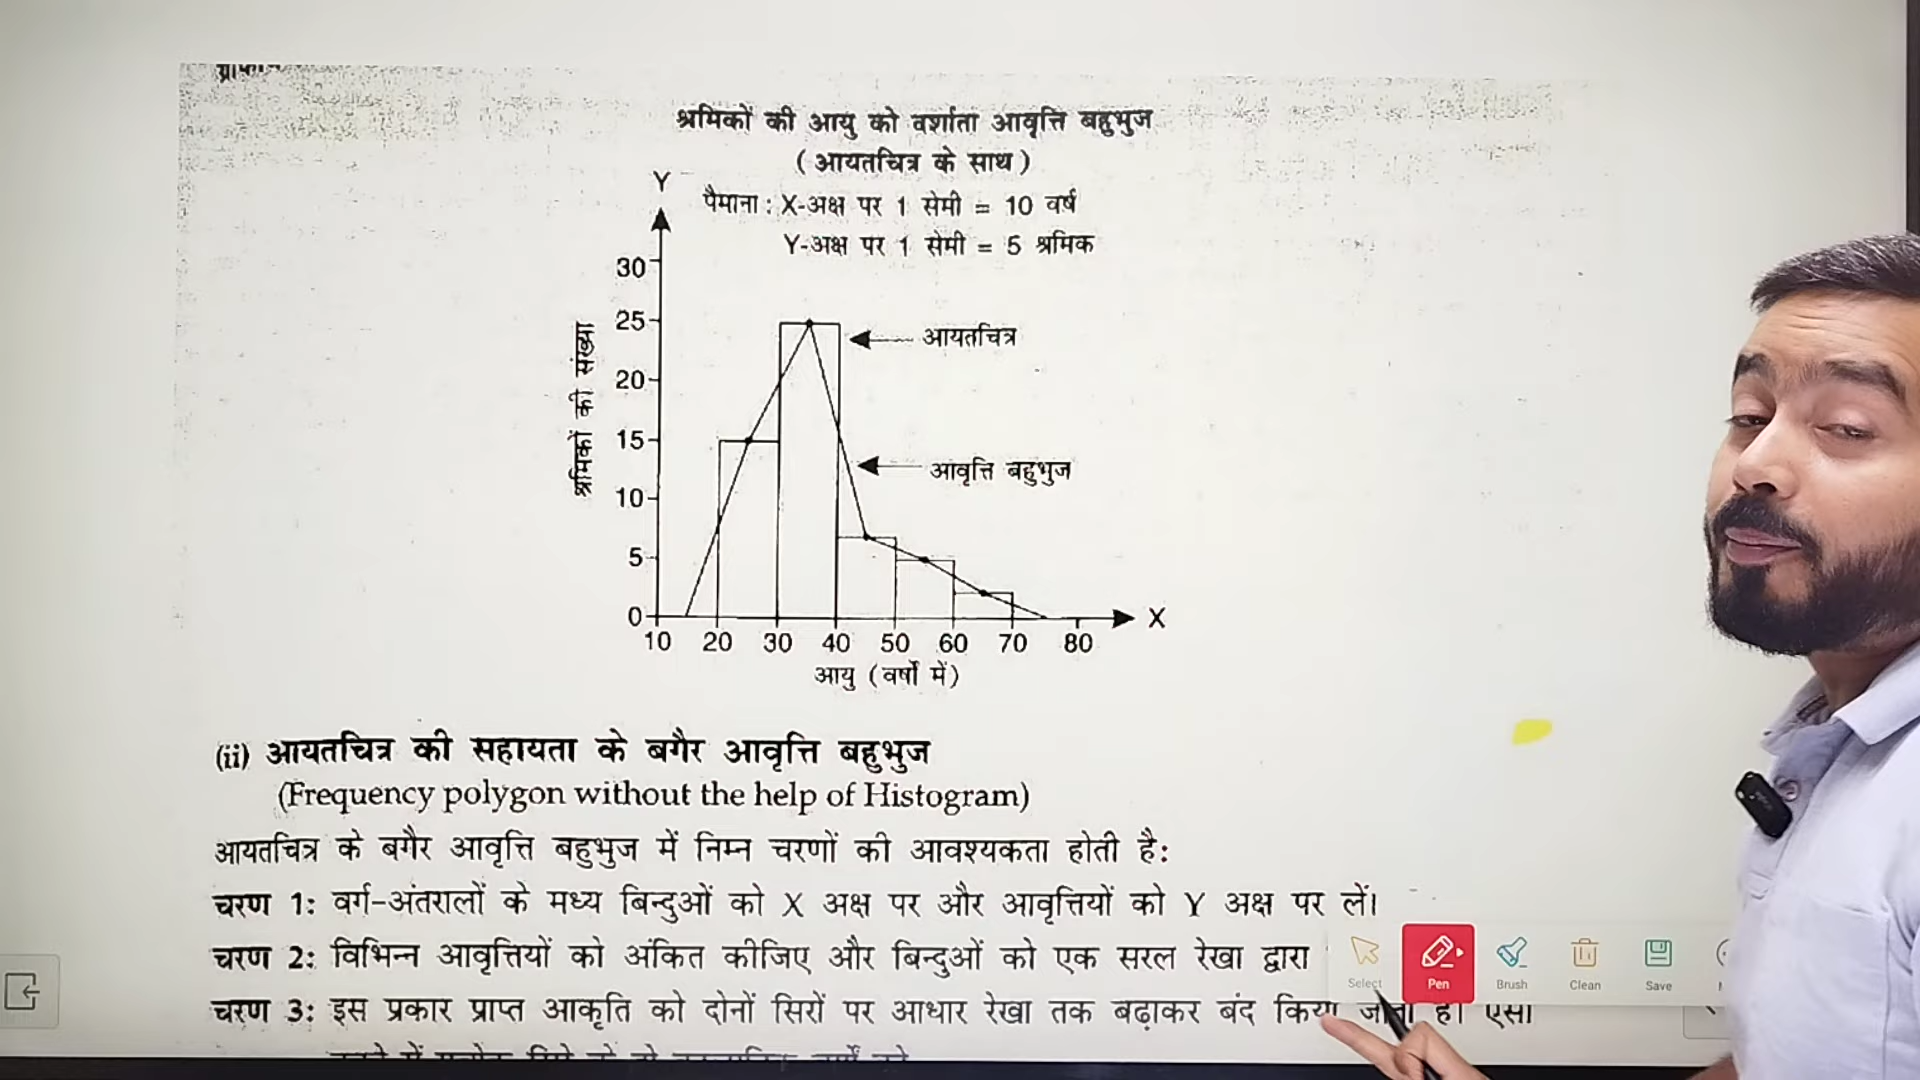 श्रमिकों की आयु को दर्शाता आवृत्ति बहुभुज
( आयतचित्र के साथ )
Y
पैमाना : X-अक्ष पर 1 सेमी = 10 वर्ष
Y-अक्ष पर 1 सेमी = 5 श्रमिक
30
25
आयतचित्र
20
श्रमिकों की संख्या
15
आवृत्ति बहुभुज
10
5
0
X
10 20 30 40 50 60 70 80
आयु (वर्षों में)
(ii) आयतचित्र की सहायता के बगैर आवृत्ति बहुभुज
(Frequency polygon without the help of Histogram)
आयतचित्र के बगैर आवृत्ति बहुभुज में निम्न चरणों की आवश्यकता होती है:
चरण 1: वर्ग-अंतरालों के मध्य बिन्दुओं को X अक्ष पर और आवृत्तियों को Y अक्ष पर लें।
चरण 2: विभिन्न आवृत्तियों को अंकित कीजिए और बिन्दुओं को एक सरल रेखा द्वारा
चरण 3: इस प्रकार प्राप्त आकृति को दोनों सिरों पर आधार रेखा तक बढ़ाकर बंद किया जाता है। ऐसा
Select Pen Brush Clean Save